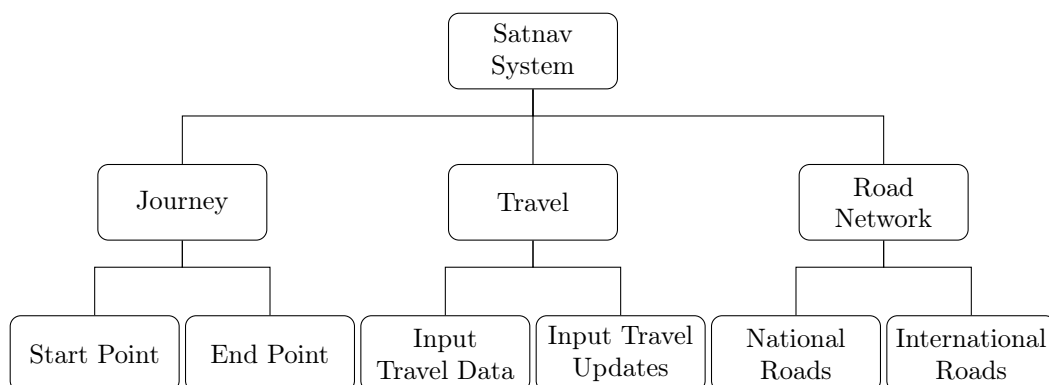 Satnav
System
Journey
Travel
Road
Network
Start Point
End Point
Input
Travel Data
Input Travel
Updates
National
Roads
International
Roads